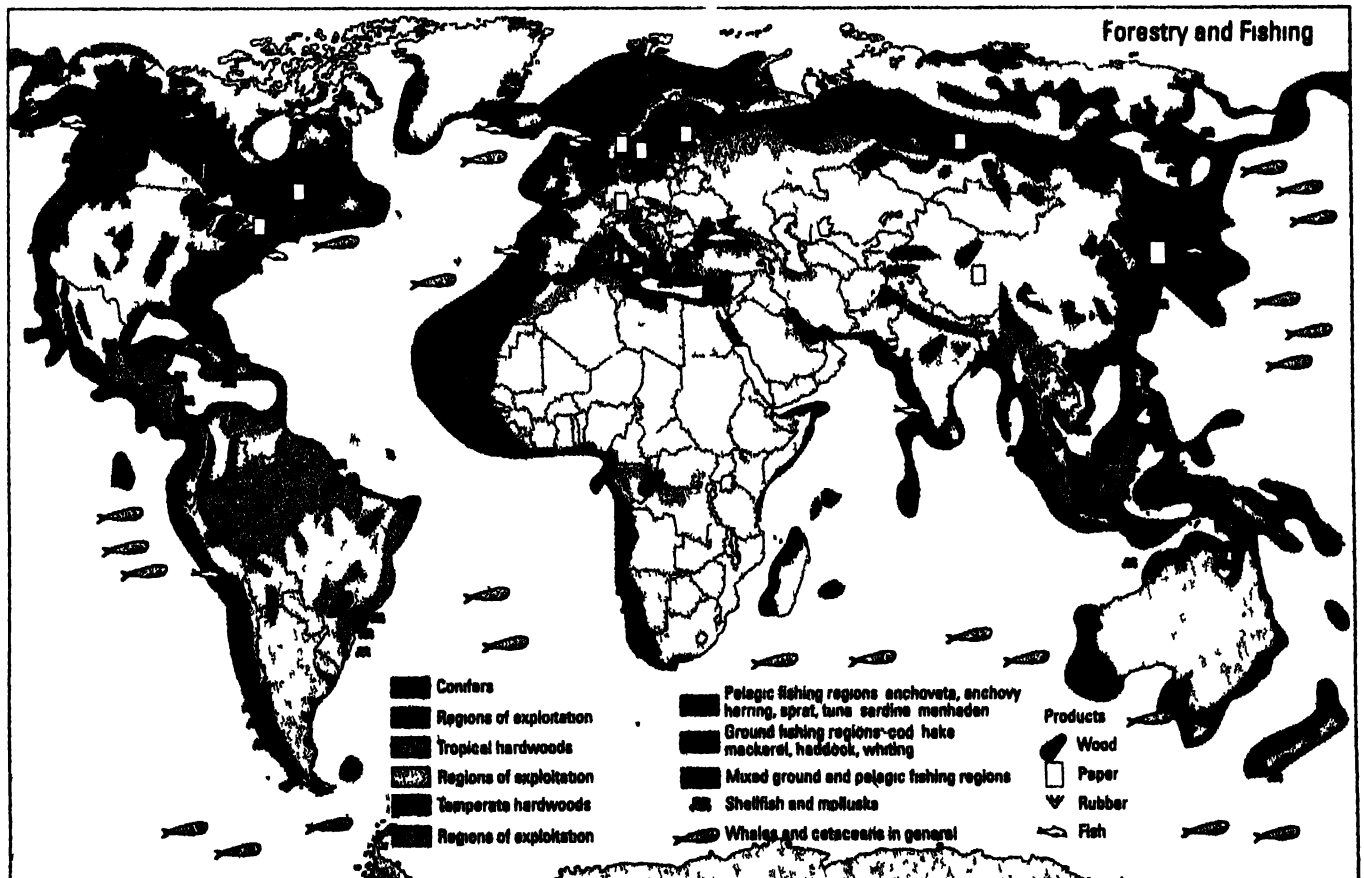 Forestry and Fishing
Conifers
Regions of exploitation
Tropical hardwoods
Regions of exploitation
Temperate hardwoods
Regions of exploitation
Pelagic fishing regions anchoveta, anchovy
herring, sprat, tuna sardine menhaden
Ground fishing regions-cod hake
mackerel, haddock, whiting
Mixed ground and pelagic fishing regions
Shellfish and mollusks
Whales and cetaceans in general
Products
Wood
Paper
Rubber
Fish